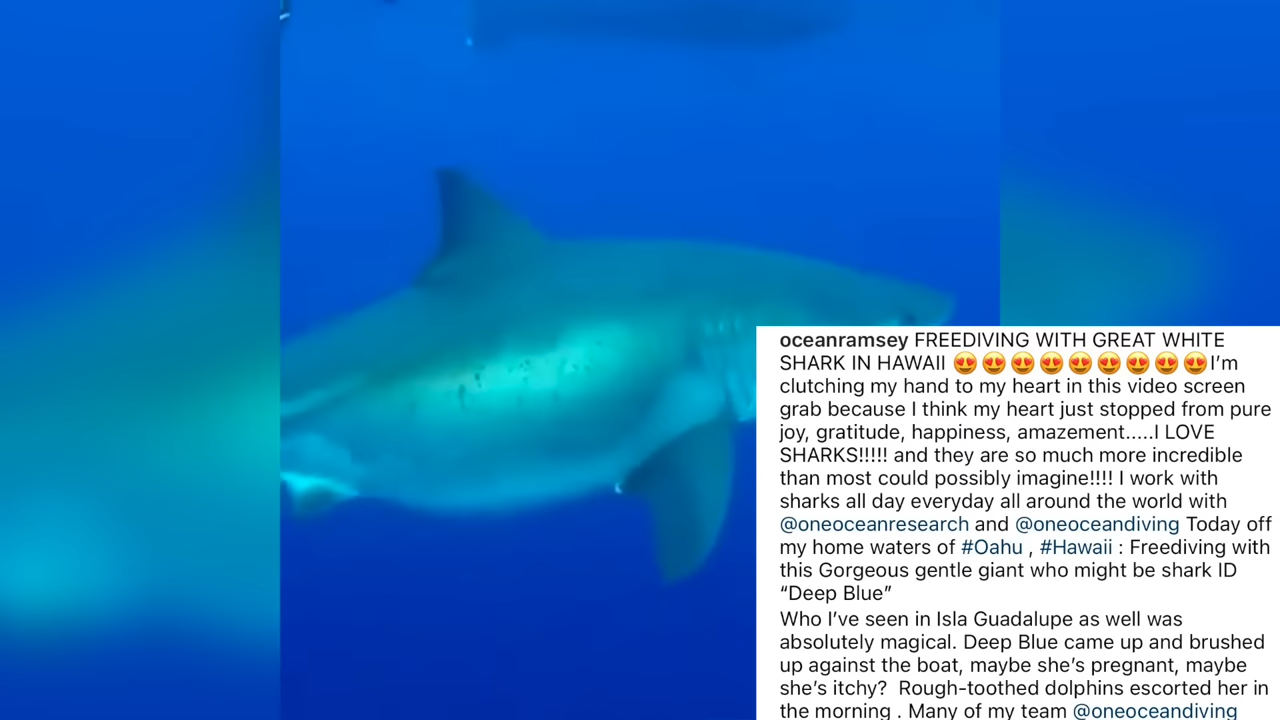 oceanramsey FREEDIVING WITH GREAT WHITE
SHARK IN HAWAII 😍😍😍😍😍😍😍😍😍I’m
clutching my hand to my heart in this video screen
grab because I think my heart just stopped from pure
joy, gratitude, happiness, amazement.....I LOVE
SHARKS!!!!! and they are so much more incredible
than most could possibly imagine!!!! I work with
sharks all day everyday all around the world with
@oneoceanresearch and @oneoceandiving Today off
my home waters of #Oahu , #Hawaii : Freediving with
this Gorgeous gentle giant who might be shark ID
“Deep Blue”
Who I’ve seen in Isla Guadalupe as well was
absolutely magical. Deep Blue came up and brushed
up against the boat, maybe she’s pregnant, maybe
she’s itchy?  Rough-toothed dolphins escorted her in
the morning . Many of my team @oneoceandiving